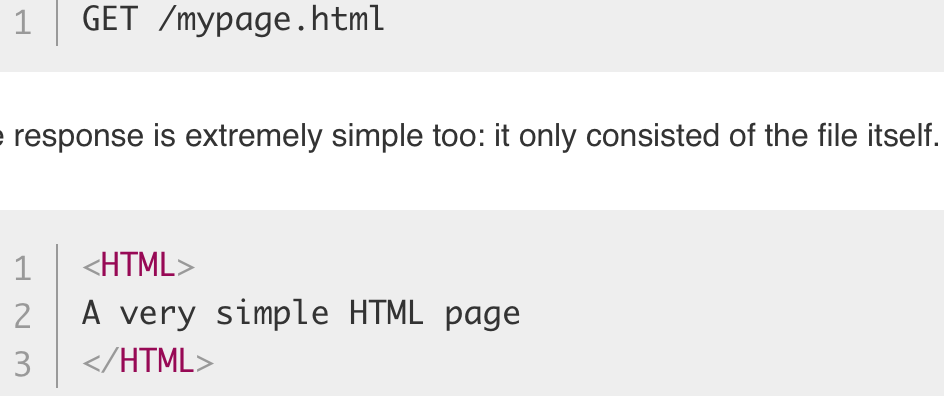 1 GET /mypage.html
response is extremely simple too: it only consisted of the file itself.
1 <HTML>
2 A very simple HTML page
3 </HTML>